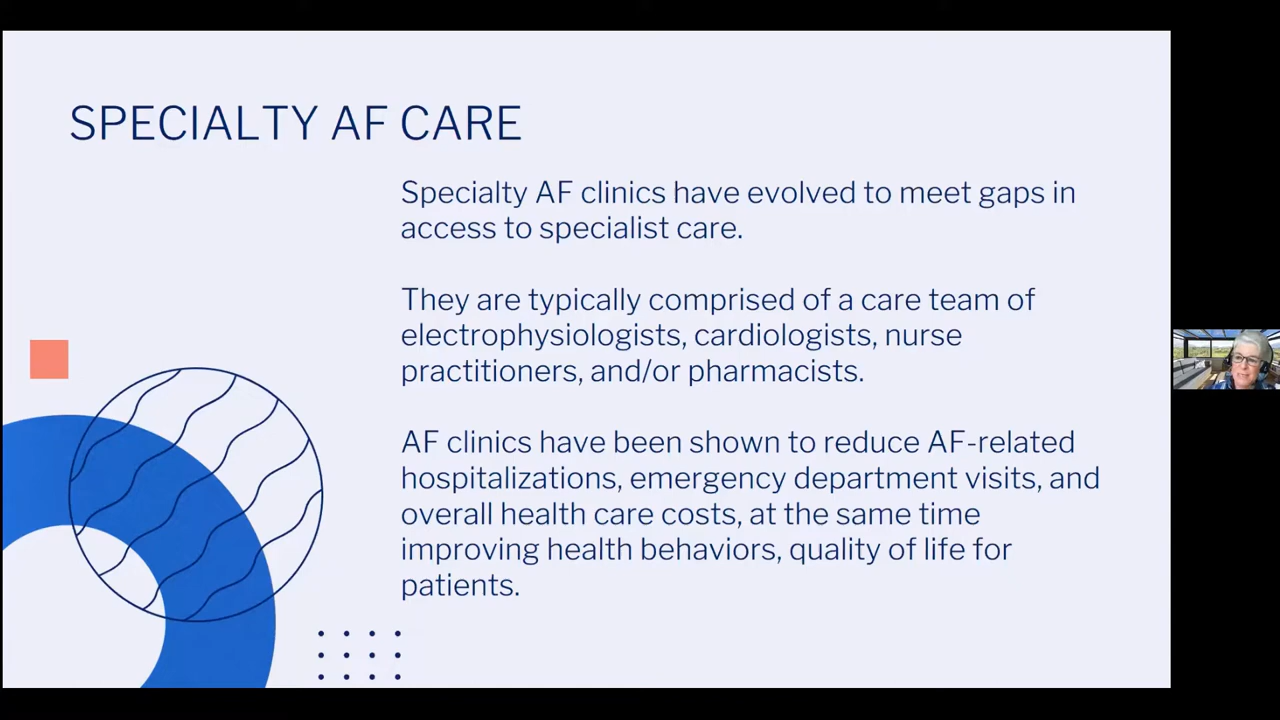 SPECIALTY AF CARE
Specialty AF clinics have evolved to meet gaps in
access to specialist care.
They are typically comprised of a care team of
electrophysiologists, cardiologists, nurse
practitioners, and/or pharmacists.
AF clinics have been shown to reduce AF-related
hospitalizations, emergency department visits, and
overall health care costs, at the same time
improving health behaviors, quality of life for
patients.